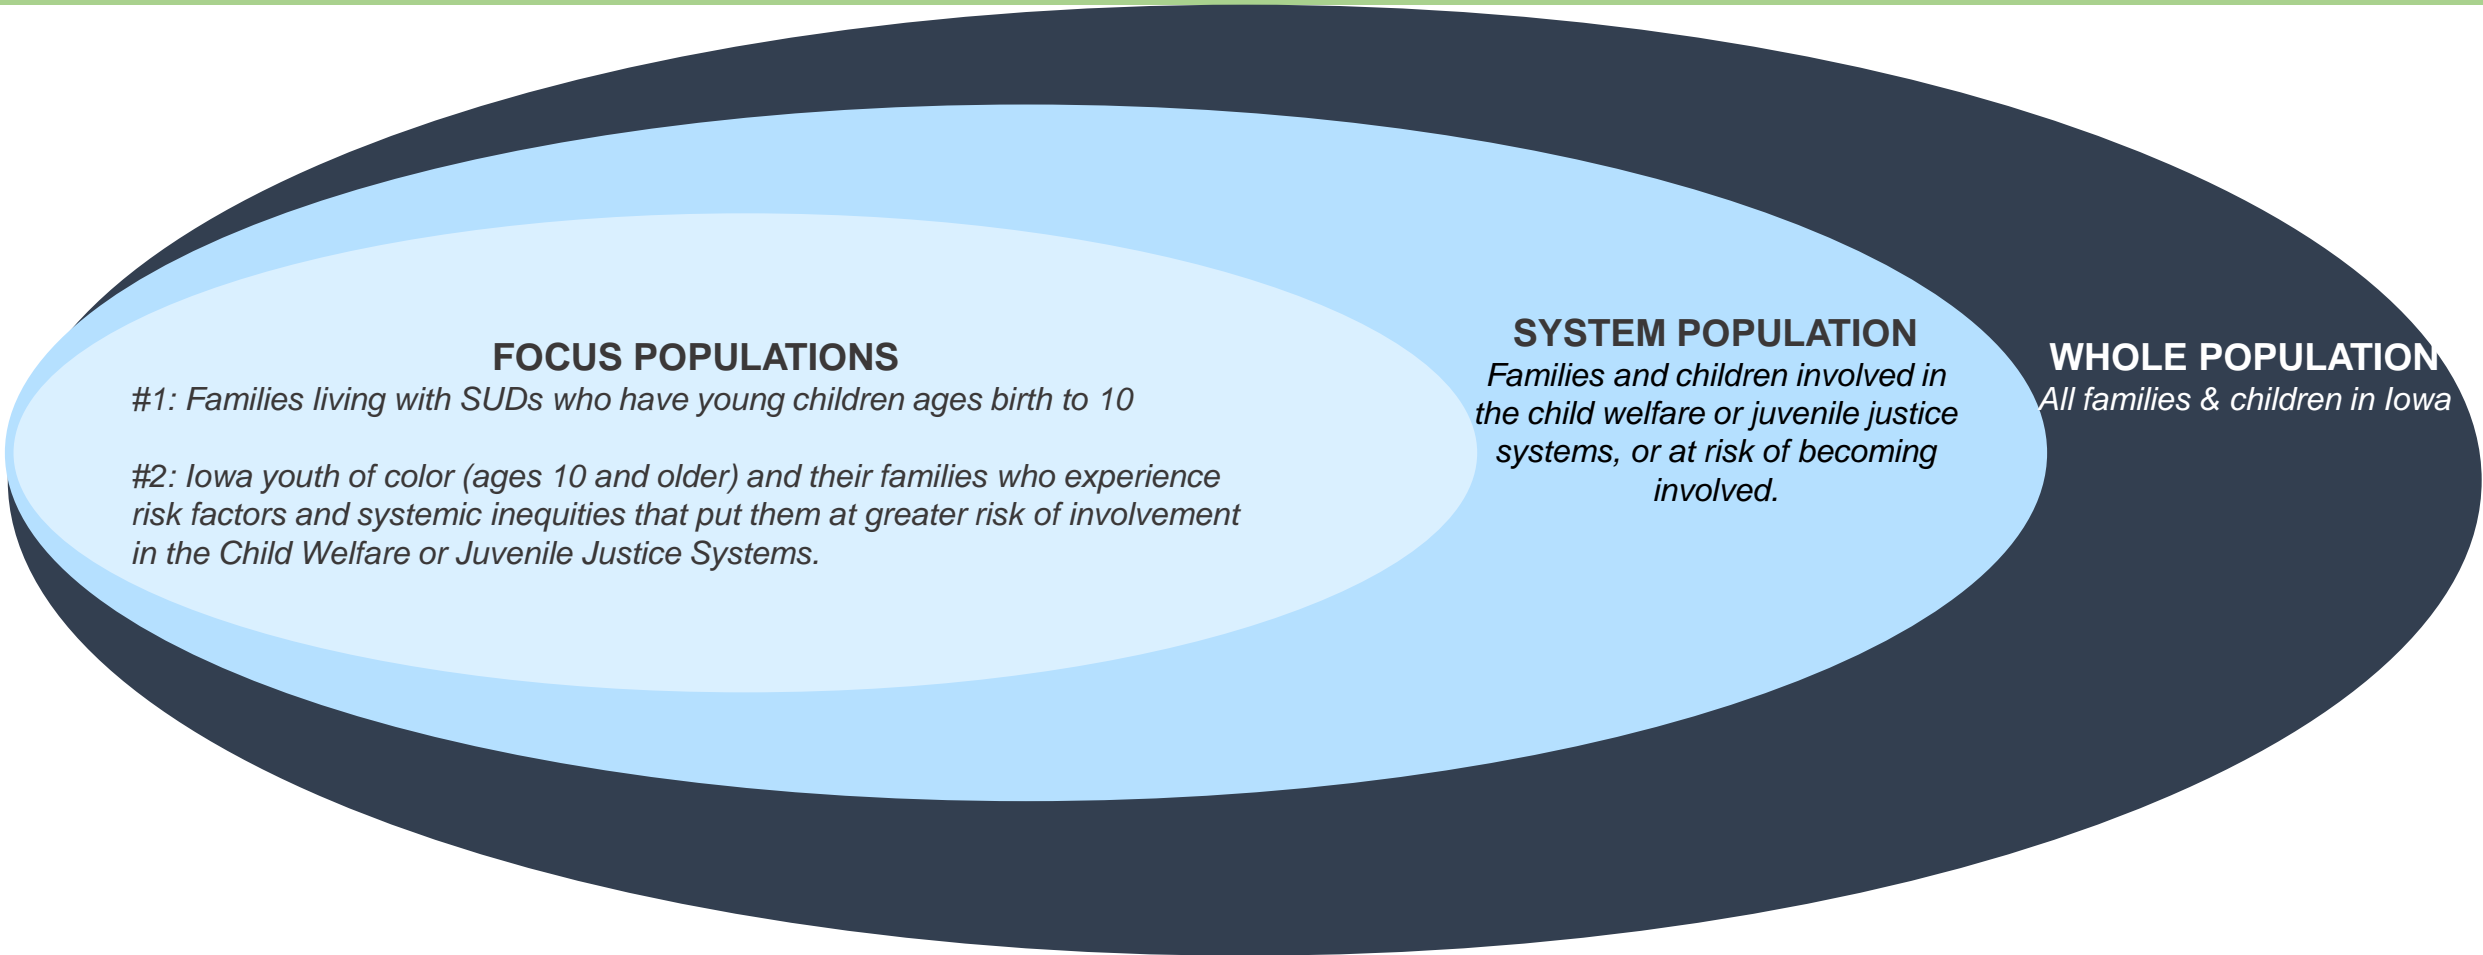 FOCUS POPULATIONS
#1: Families living with SUDs who have young children ages birth to 10
#2: Iowa youth of color (ages 10 and older) and their families who experience
risk factors and systemic inequities that put them at greater risk of involvement
in the Child Welfare or Juvenile Justice Systems.
SYSTEM POPULATION
Families and children involved in
the child welfare or juvenile justice
systems, or at risk of becoming
involved.
WHOLE POPULATION
All families & children in Iowa